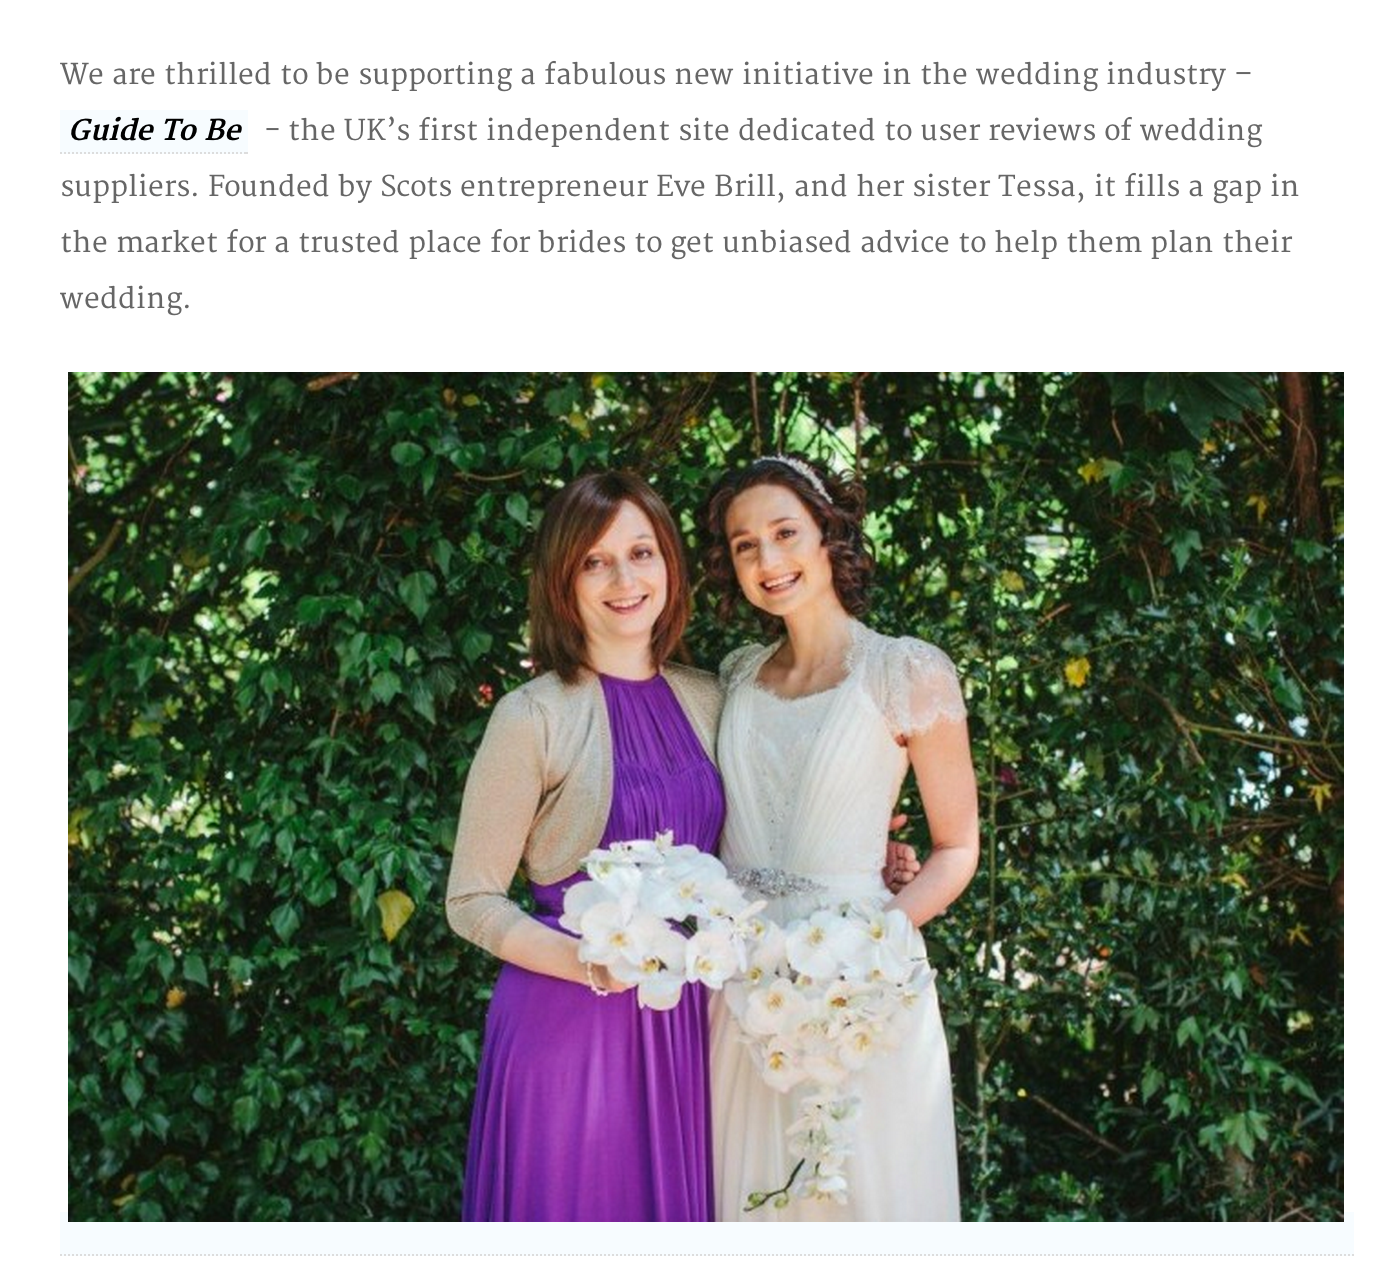 We are thrilled to be supporting a fabulous new initiative in the wedding industry –
Guide To Be – the UK’s first independent site dedicated to user reviews of wedding
suppliers. Founded by Scots entrepreneur Eve Brill, and her sister Tessa, it fills a gap in
the market for a trusted place for brides to get unbiased advice to help them plan their
wedding.